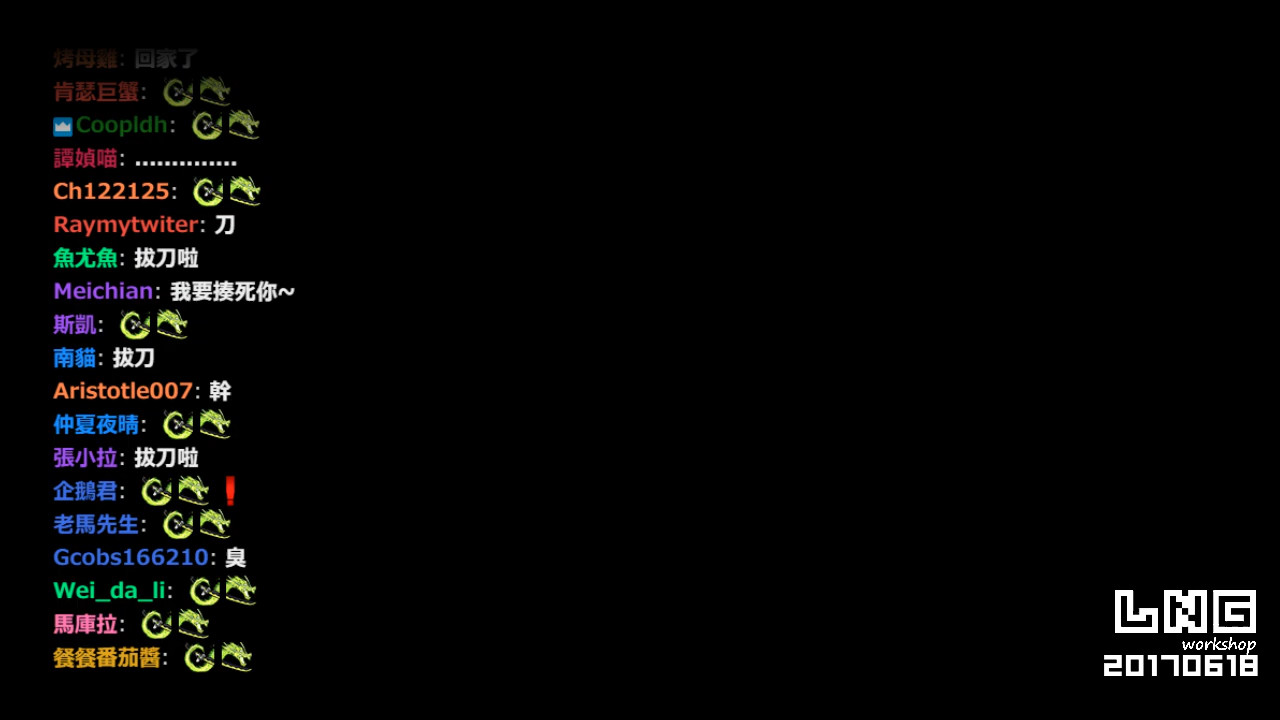 烤母雞: 回家了
肯瑟巨蟹:
Coopldh:
譚媜喵: ..............
Ch122125:
Raymytwiter: 刀
魚尤魚: 拔刀啦
Meichian: 我要揍死你~
斯凱:
南貓: 拔刀
Aristotle007: 幹
仲夏夜晴:
張小拉: 拔刀啦
企鵝君: ❗
老馬先生:
Gcobs166210: 臭
Wei_da_li:
馬庫拉:
餐餐番茄醬:
LNG
workshop
20170618